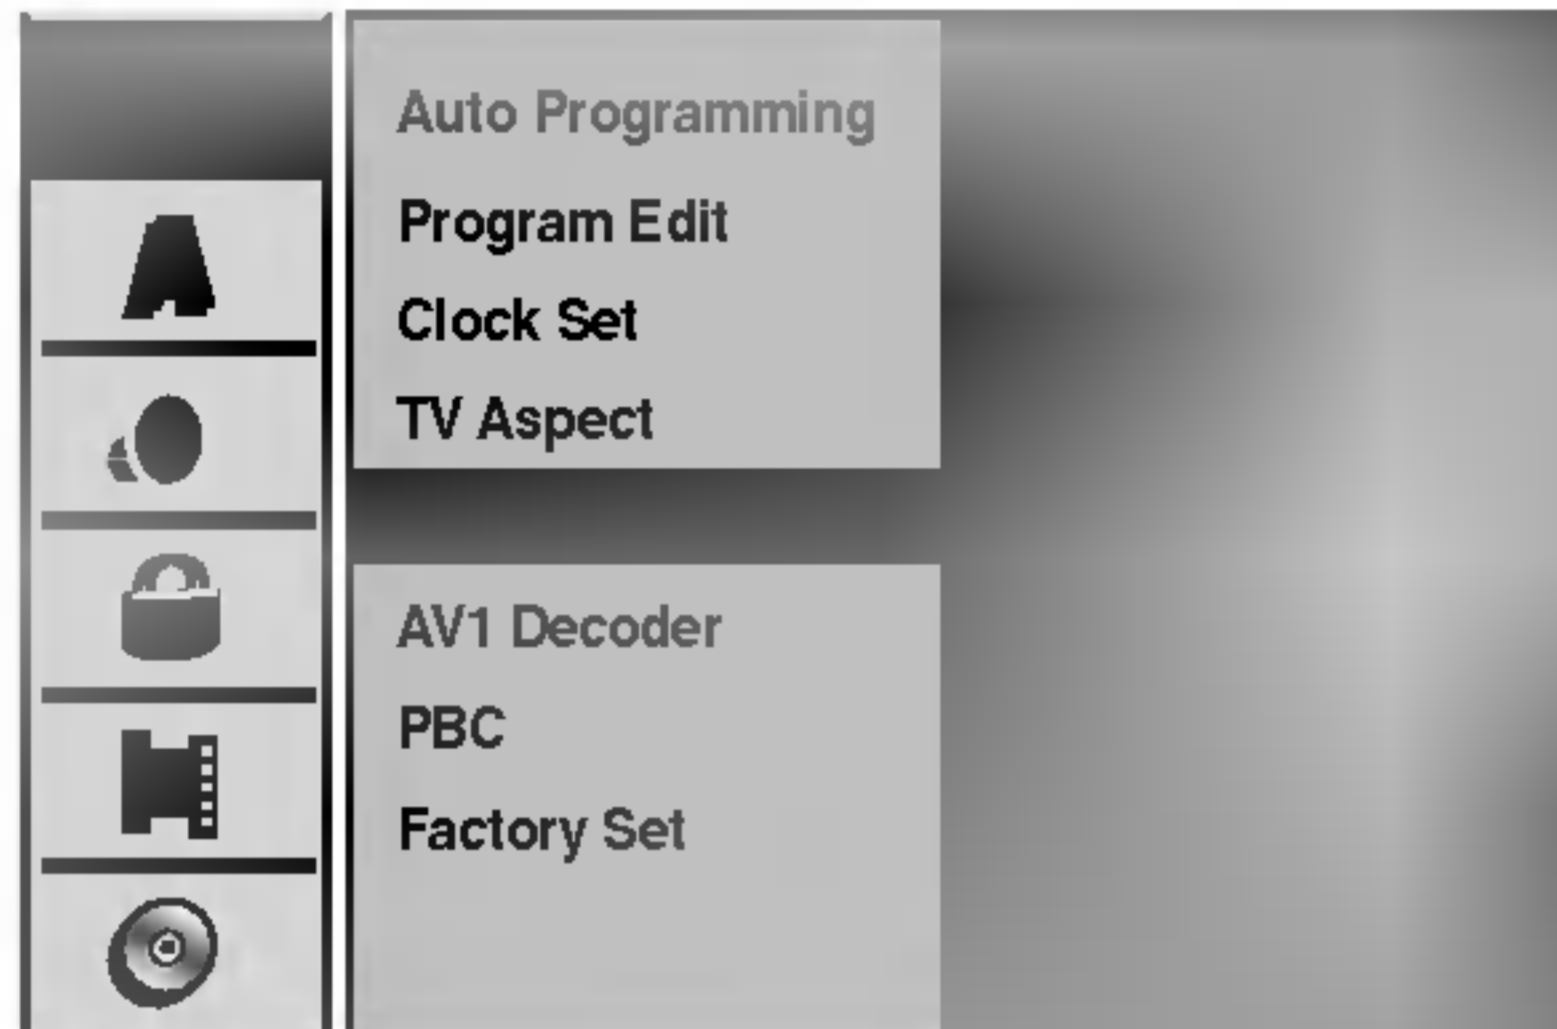 Auto Programming
Program Edit
Clock Set
TV Aspect
AV1 Decoder
PBC
Factory Set